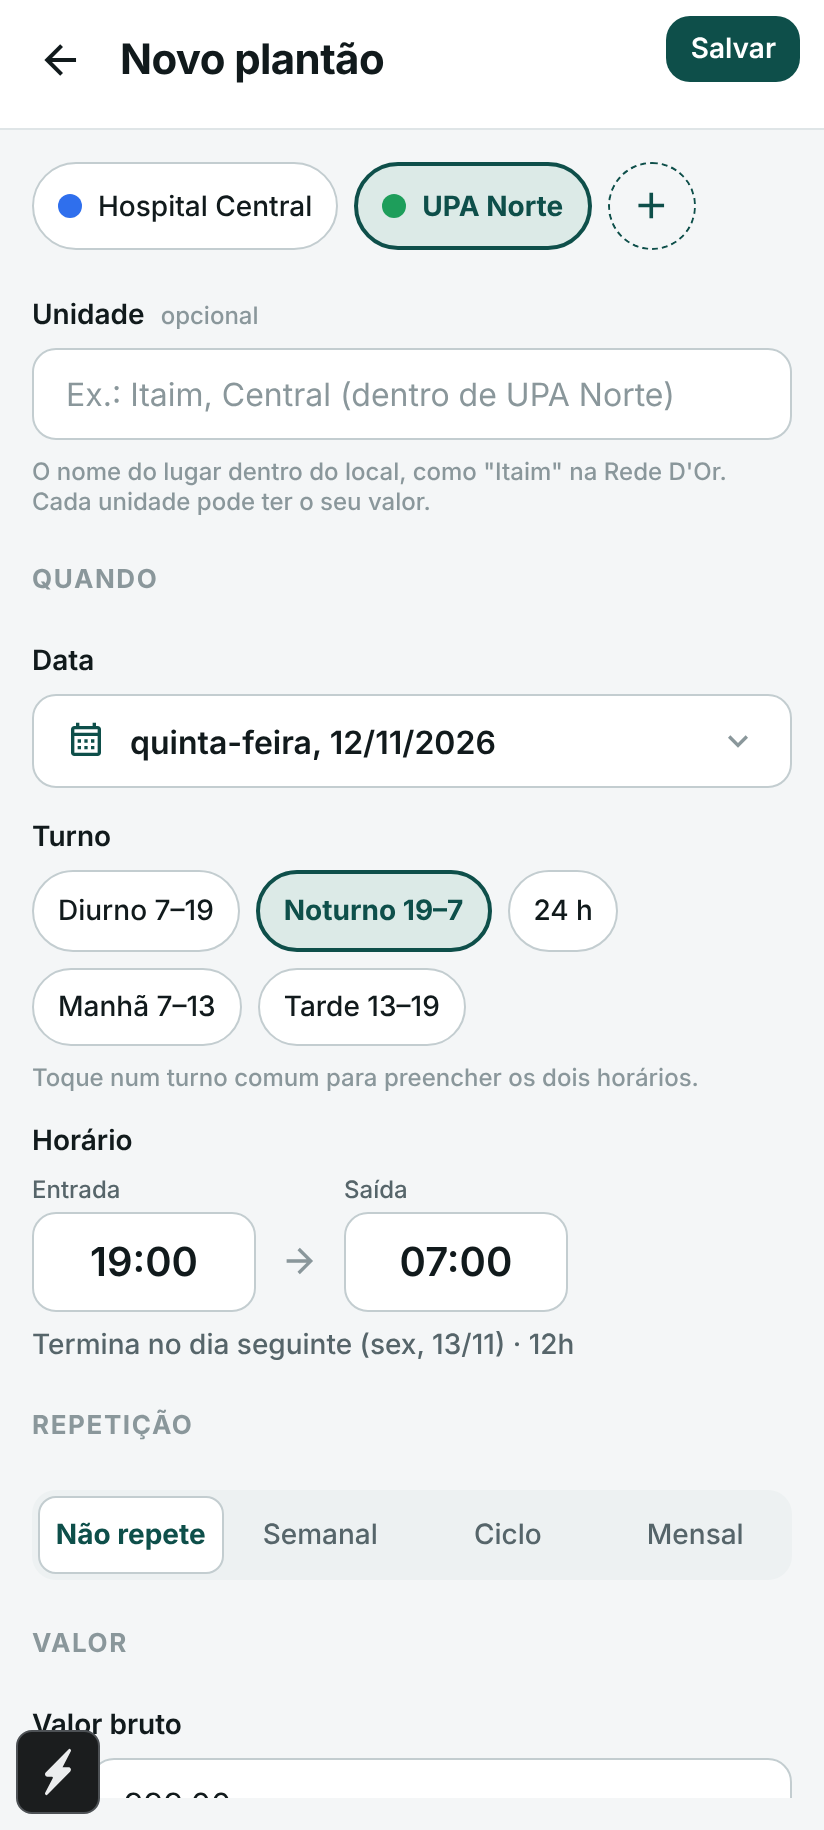 Novo plantão
Salvar
Hospital Central
UPA Norte
+
Unidade opcional
Ex.: Itaim, Central (dentro de UPA Norte)
O nome do lugar dentro do local, como "Itaim" na Rede D'Or.
Cada unidade pode ter o seu valor.
QUANDO
Data
quinta-feira, 12/11/2026
Turno
Diurno 7–19
Noturno 19–7
24 h
Manhã 7–13
Tarde 13–19
Toque num turno comum para preencher os dois horários.
Horário
Entrada
Saída
19:00
→
07:00
Termina no dia seguinte (sex, 13/11) · 12h
REPETIÇÃO
Não repete
Semanal
Ciclo
Mensal
VALOR
Valor bruto